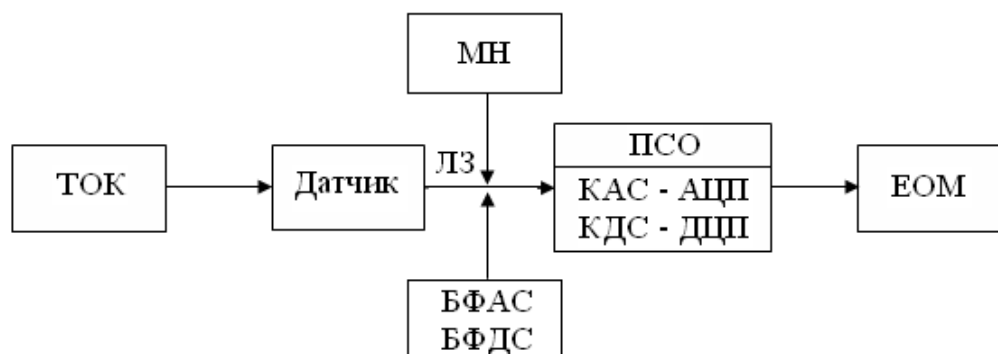 МН
ТОК
Датчик
ЛЗ
ПСО
КАС - АЦП
КДС - ДЦП
ЕОМ
БФАС
БФДС